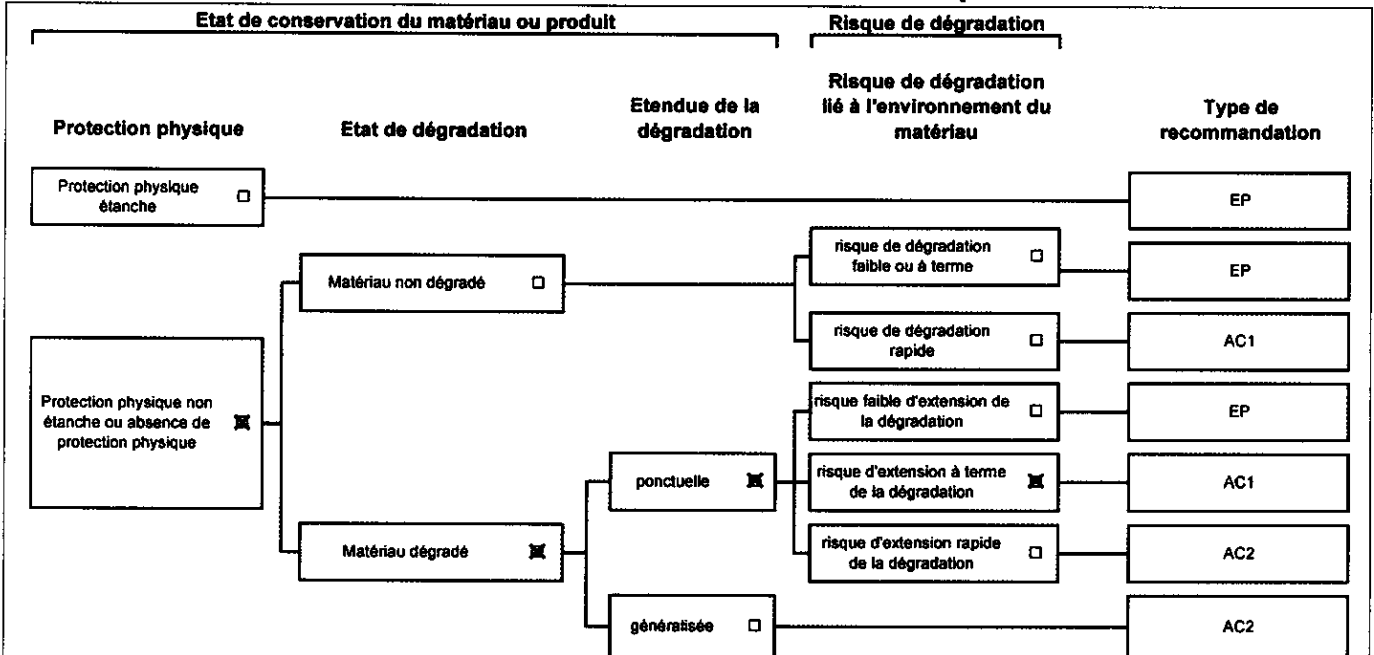 Etat de conservation du matériau ou produit
Risque de dégradation
Protection physique
Etat de dégradation
Etendue de la
dégradation
Risque de dégradation
lié à l'environnement du
matériau
Type de
recommandation
Protection physique
étanche
EP
Matériau non dégradé
risque de dégradation
faible ou à terme
EP
risque de dégradation
rapide
AC1
Protection physique non
étanche ou absence de
protection physique
risque faible d'extension de
la dégradation
EP
ponctuelle
risque d'extension à terme
de la dégradation
AC1
Matériau dégradé
risque d'extension rapide
de la dégradation
AC2
généralisée
AC2